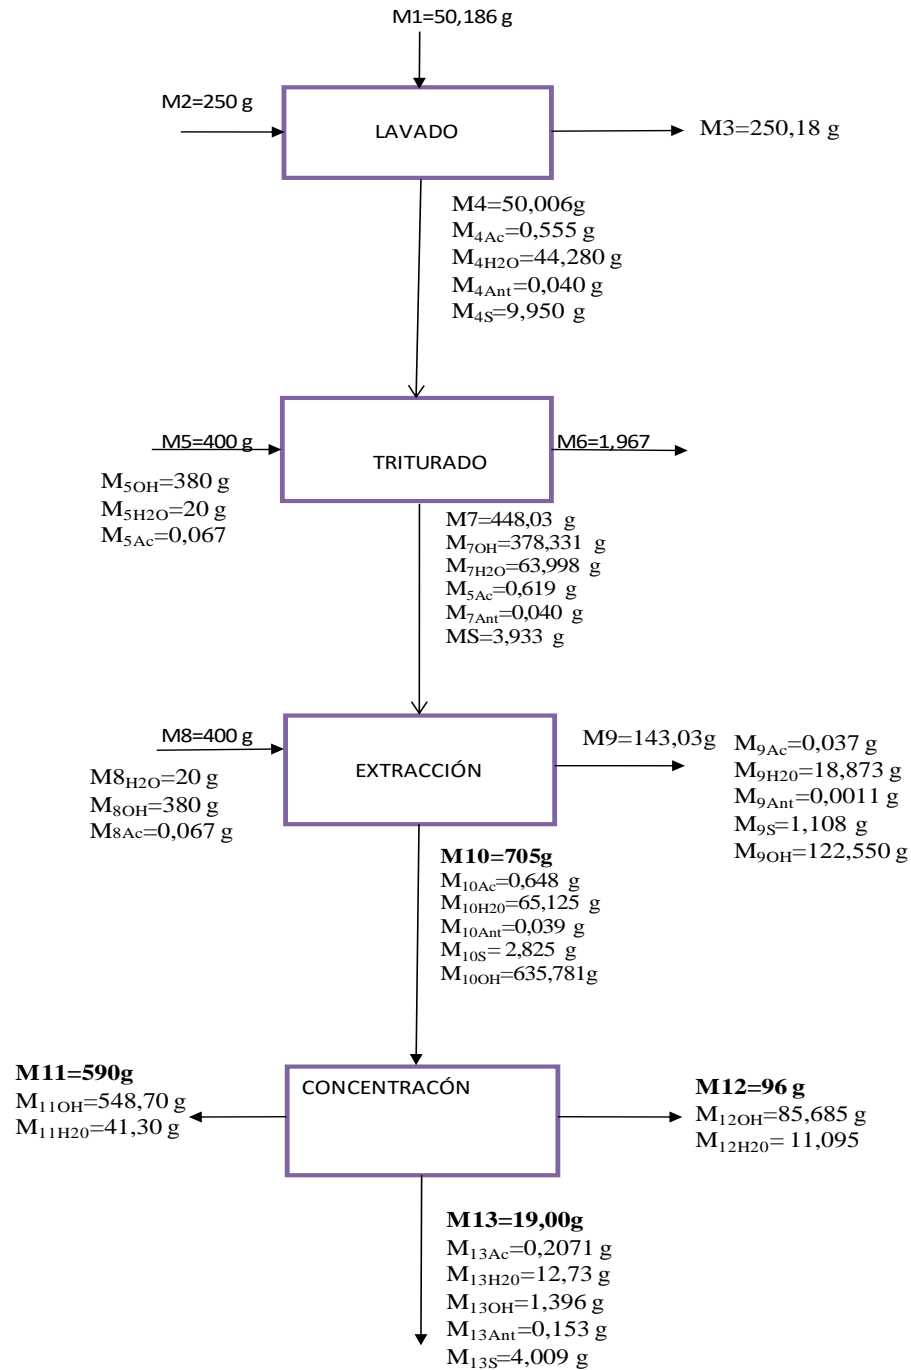 M1=50,186 g
M2=250 g
LAVADO
M3=250,18 g
M4=50,006g
M4Ac=0,555 g
M4H2O=44,280 g
M4Ant=0,040 g
M4S=9,950 g
M5=400 g
TRITURADO
M6=1,967
M5OH=380 g
M5H2O=20 g
M5Ac=0,067
M7=448,03 g
M7OH=378,331 g
M7H2O=63,998 g
M5Ac=0,619 g
M7Ant=0,040 g
MS=3,933 g
M8=400 g
EXTRACCIÓN
M9=143,03g
M8H2O=20 g
M8OH=380 g
M8Ac=0,067 g
M9Ac=0,037 g
M9H20=18,873 g
M9Ant=0,0011 g
M9S=1,108 g
M9OH=122,550 g
M10=705g
M10Ac=0,648 g
M10H20=65,125 g
M10Ant=0,039 g
M10S= 2,825 g
M10OH=635,781g
M11=590g
M11OH=548,70 g
M11H20=41,30 g
CONCENTRACÓN
M12=96 g
M12OH=85,685 g
M12H20= 11,095
M13=19,00g
M13Ac=0,2071 g
M13H20=12,73 g
M13OH=1,396 g
M13Ant=0,153 g
M13S=4,009 g